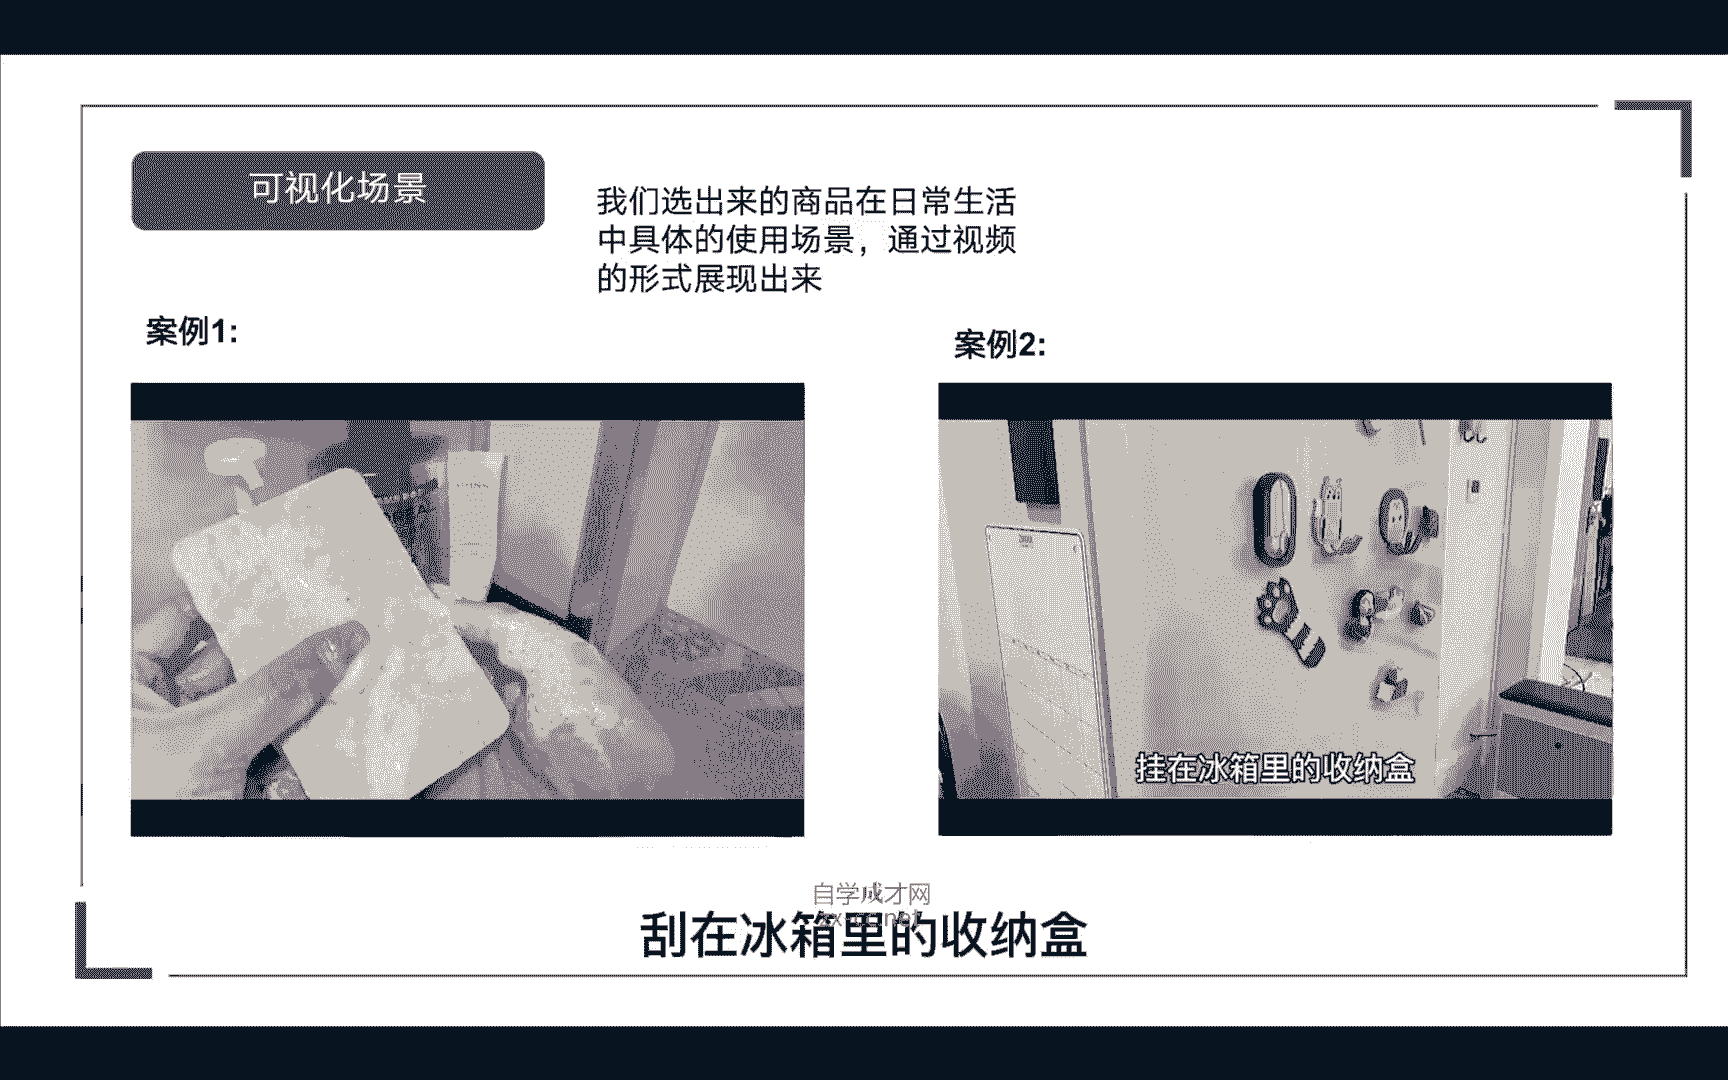 可视化场景
我们选出来的商品在日常生活
中具体的使用场景，通过视频
的形式展现出来
案例1:
案例2:
挂在冰箱里的收纳盒
自学成才网
zx-cc.net
刮在冰箱里的收纳盒